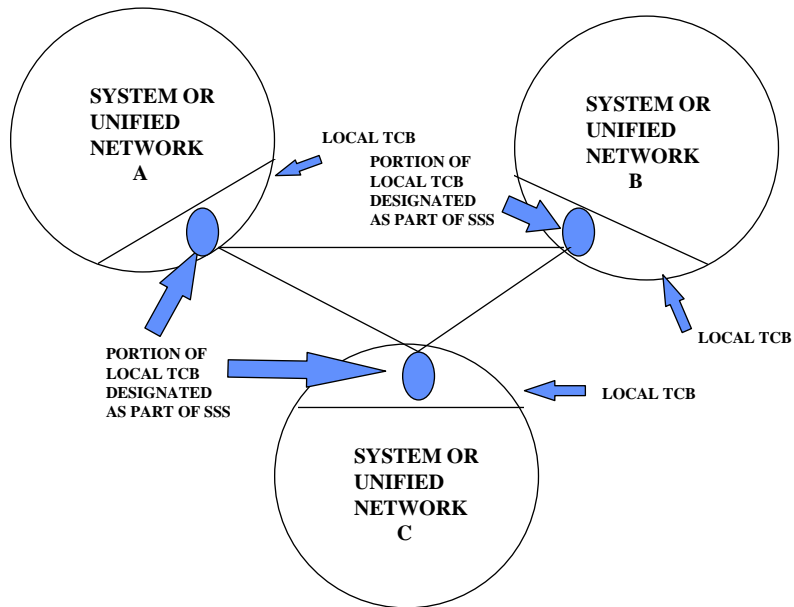 SYSTEM OR
UNIFIED
NETWORK
A
LOCAL TCB
PORTION OF
LOCAL TCB
DESIGNATED
AS PART OF SSS
SYSTEM OR
UNIFIED
NETWORK
B
LOCAL TCB
PORTION OF
LOCAL TCB
DESIGNATED
AS PART OF SSS
LOCAL TCB
SYSTEM OR
UNIFIED
NETWORK
C